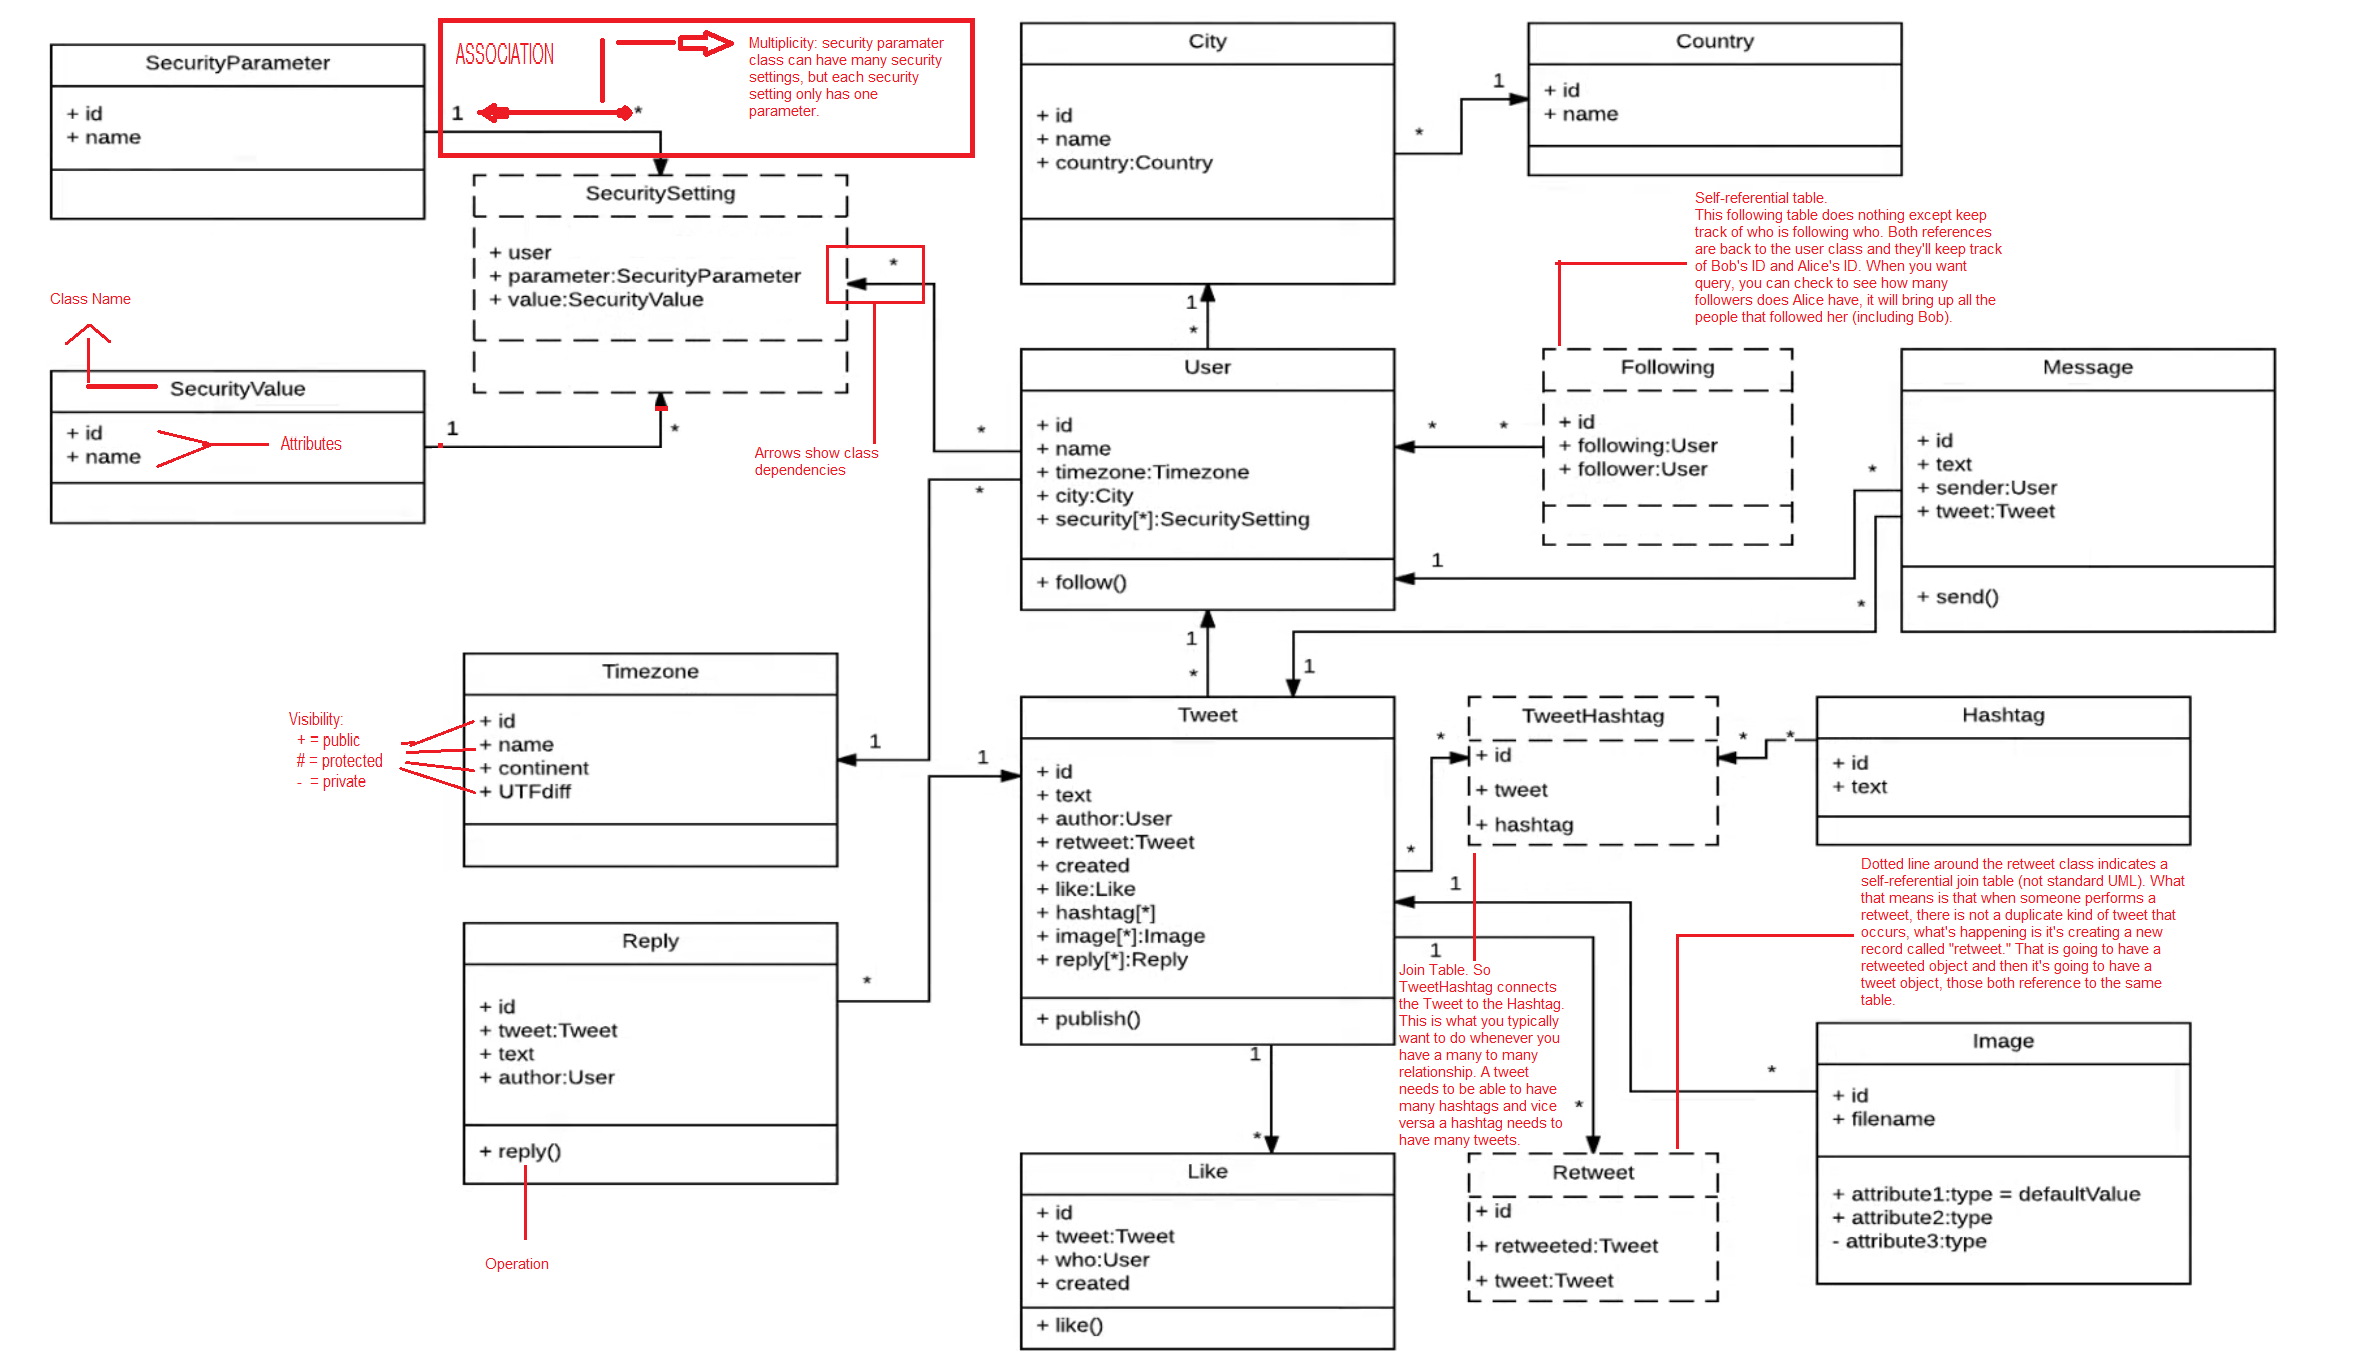 SecurityParameter
+ id
+ name
ASSOCIATION
1
*
Multiplicity: security paramater
class can have many security
settings, but each security
setting only has one
parameter.
City
+ id
+ name
+ country:Country
*
1
Country
+ id
+ name
SecuritySetting
+ user
+ parameter:SecurityParameter
+ value:SecurityValue
*
Self-referential table.
This following table does nothing except keep
track of who is following who. Both references
are back to the user class and they'll keep track
of Bob's ID and Alice's ID. When you want
query, you can check to see how many
followers does Alice have, it will bring up all the
people that followed her (including Bob).
Class Name
SecurityValue
+ id
+ name
Attributes
1
*
Arrows show class
dependencies
1
*
User
+ id
+ name
+ timezone:Timezone
+ city:City
+ security[*]:SecuritySetting
+ follow()
*
*
*
*
Following
+ id
+ following:User
+ follower:User
Message
+ id
+ text
+ sender:User
+ tweet:Tweet
+ send()
*
1
*
1
1
*
Timezone
+ id
+ name
+ continent
+ UTFdiff
Visibility:
+ = public
# = protected
- = private
1
1
Tweet
+ id
+ text
+ author:User
+ retweet:Tweet
+ created
+ like:Like
+ hashtag[*]
+ image[*]:Image
+ reply[*]:Reply
+ publish()
*
*
TweetHashtag
+ id
+ tweet
+ hashtag
*
*
Hashtag
+ id
+ text
Dotted line around the retweet class indicates a
self-referential join table (not standard UML). What
that means is that when someone performs a
retweet, there is not a duplicate kind of tweet that
occurs, what's happening is it's creating a new
record called "retweet." That is going to have a
retweeted object and then it's going to have a
tweet object, those both reference to the same
table.
Reply
+ id
+ tweet:Tweet
+ text
+ author:User
+ reply()
*
Operation
1
1
Join Table. So
TweetHashtag connects
the Tweet to the Hashtag.
This is what you typically
want to do whenever you
have a many to many
relationship. A tweet
needs to be able to have
many hashtags and vice
versa a hashtag needs to
have many tweets.
*
*
1
*
Like
+ id
+ tweet:Tweet
+ who:User
+ created
+ like()
Retweet
+ id
+ retweeted:Tweet
+ tweet:Tweet
Image
+ id
+ filename
+ attribute1:type = defaultValue
+ attribute2:type
- attribute3:type